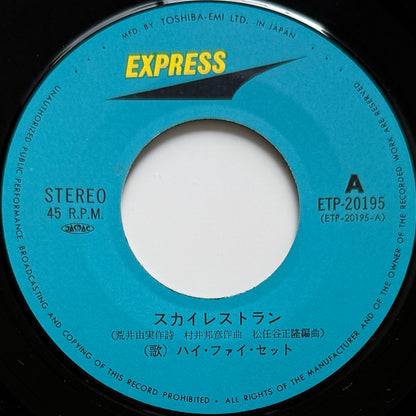 MFD BY TOSHIBA-EMI LTD. IN JAPAN
EXPRESS
UNAUTHORIZED PUBLIC PERFORMANCE, BROADCASTING AND COPYING OF THIS RECORD PROHIBITED • ALL RIGHTS OF THE MANUFACTURER AND OF THE OWNER OF THE RECORDED WORK ARE RESERVED
STEREO
45 R.P.M.
JASRAC
A
ETP-20195
(ETP-20195-A)
スカイレストラン
(荒井由実作詩 村井邦彦作曲 松任谷正隆編曲)
(歌) ハイ・ファイ・セット